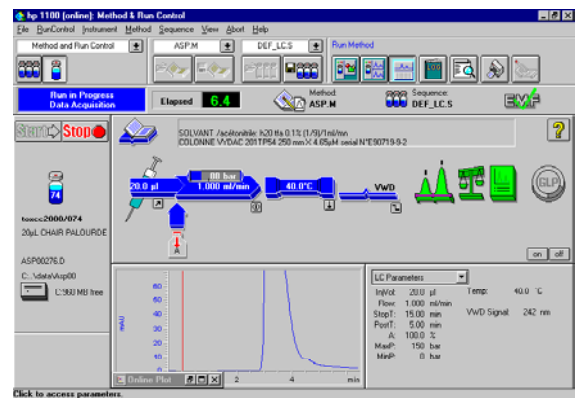 hp 1100 (online): Method & Run Control
File RunControl Instrument Method Sequence View Abort Help
Method and Run Control ASP.M DEF_LC.S Run Method
Run in Progress
Data Acquisition
Elapsed 6.4
Method:
ASP.M
Sequence:
DEF_LC.S
EMF
Start Stop
SOLVANT /acétonitrile: h20 tfa 0.1% (1/9)/1ml/mn
COLONNE VYDAC 201TP54 250 mm X 4.65µM serial N°E90719-9-2
?
74
toxcc2000/074
20µL CHAIR PALOURDE
ASP00276.D
C:..\data\Asp00
C:960 MB free
20.0 µl
00 bar
1.000 ml/min
40.0°C
VWD
A
GLP
on off
mAU
60
60
40
30
20
10
2 4 min
Online Plot
LC Parameters
InjVol: 20.0 µl
Flow: 1.000 ml/min
StopT: 15.00 min
PostT: 5.00 min
A: 100.0 %
MaxP: 150 bar
MinP: 0 bar
Temp: 40.0 °C
VWD Signal: 242 nm
Click to access parameters.